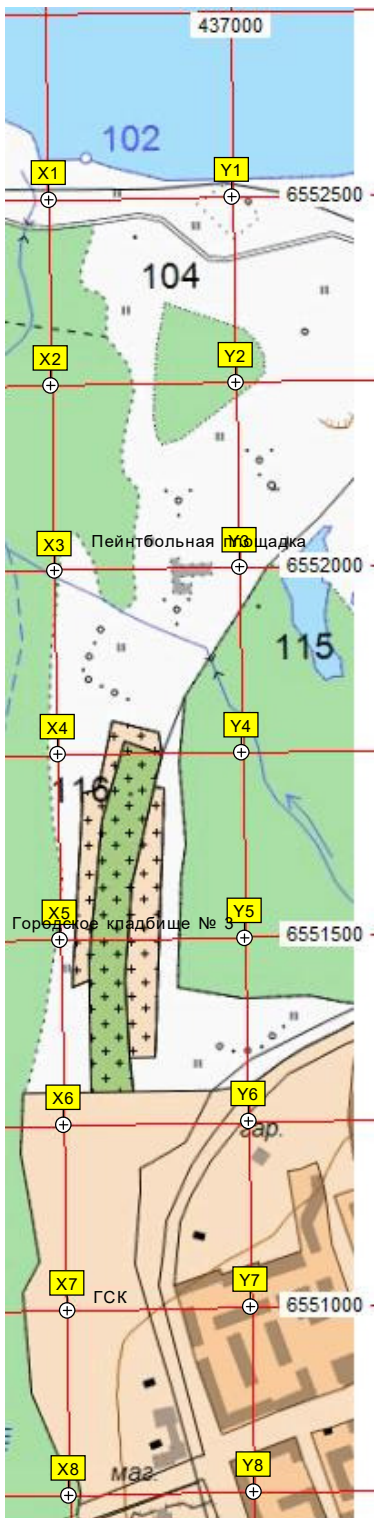 437000
102
X1
Y1
6552500
104
X2
Y2
Пейнтбольная площадка
X3
Y3
6552000
115
X4
Y4
116
X5
Y5
Городское кладбище № 3
6551500
X6
Y6
гар.
X7
ГСК
Y7
6551000
X8
маг.
Y8